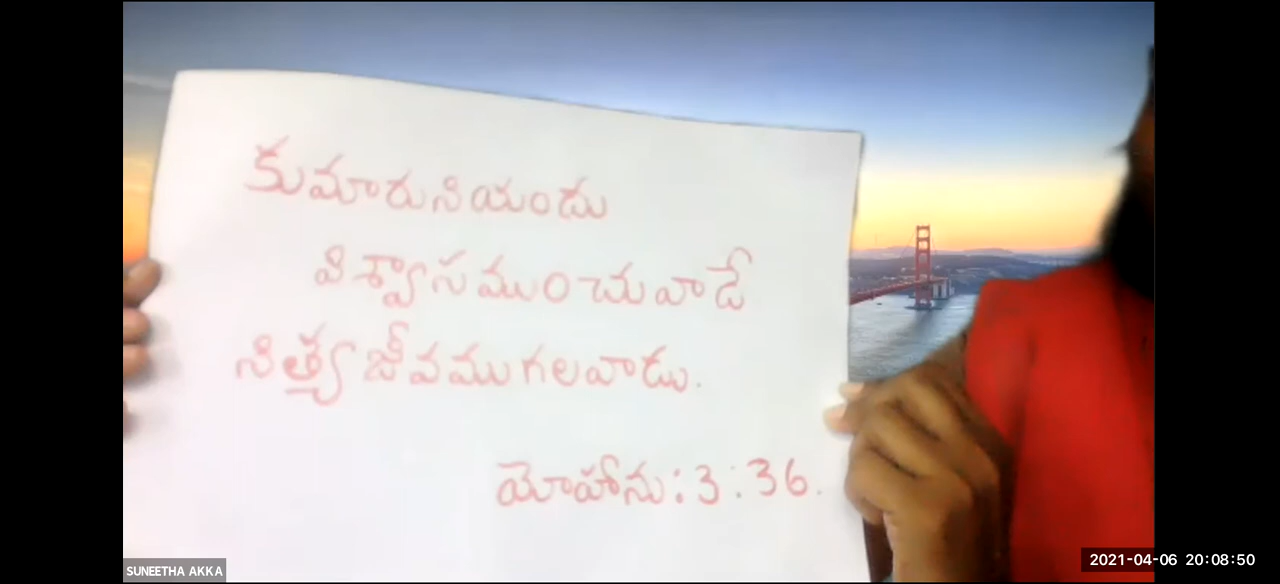 కుమారునియందు
విశ్వాసముంచువాడే
నిత్యజీవముగలవాడు.
యోహాను:3:36.
SUNEETHA AKKA
2021-04-06 20:08:50